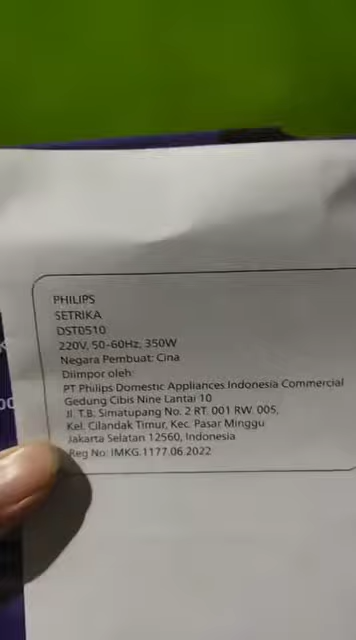 PHILIPS
SETRIKA
DST0510
220V, 50-60Hz, 350W
Negara Pembuat: Cina
Diimpor oleh:
PT Philips Domestic Appliances Indonesia Commercial
Gedung Cibis Nine Lantai 10
Jl. T.B. Simatupang No. 2 RT. 001 RW. 005,
Kel. Cilandak Timur, Kec. Pasar Minggu
Jakarta Selatan 12560, Indonesia
Reg No: IMKG.1177.06.2022